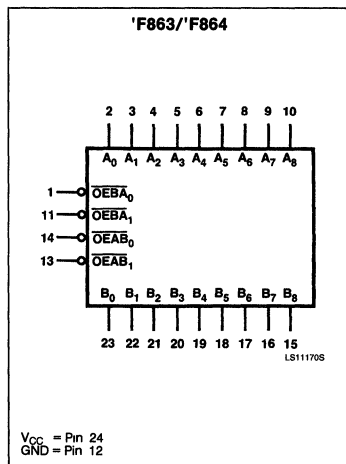 'F863/'F864
2 3 4 5 6 7 8 9 10
A0 A1 A2 A3 A4 A5 A6 A7 A8
1 OEBA0
11 OEBA1
14 OEAB0
13 OEAB1
B0 B1 B2 B3 B4 B5 B6 B7 B8
23 22 21 20 19 18 17 16 15
LS11170S
VCC = Pin 24
GND = Pin 12